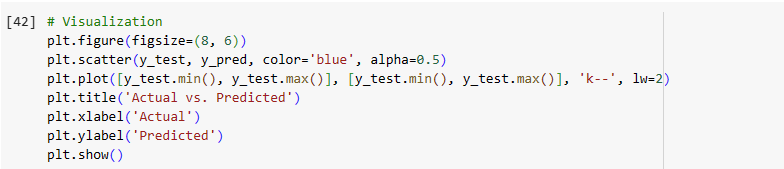 [42] # Visualization
plt.figure(figsize=(8, 6))
plt.scatter(y_test, y_pred, color='blue', alpha=0.5)
plt.plot([y_test.min(), y_test.max()], [y_test.min(), y_test.max()], 'k--', lw=2)
plt.title('Actual vs. Predicted')
plt.xlabel('Actual')
plt.ylabel('Predicted')
plt.show()